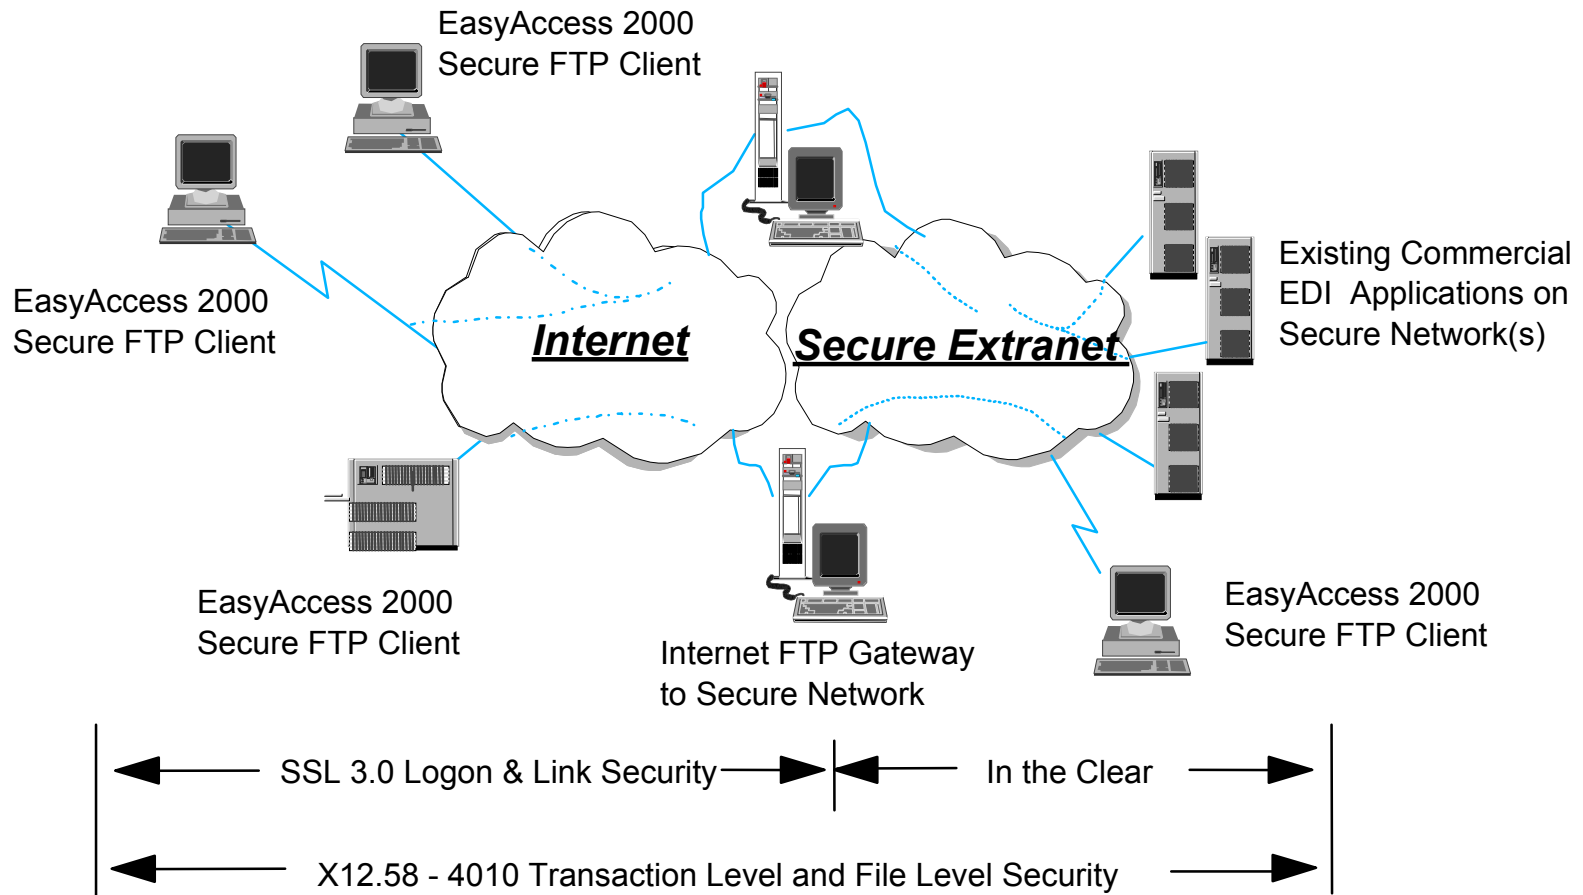 EasyAccess 2000
Secure FTP Client
EasyAccess 2000
Secure FTP Client
Internet
Secure Extranet
Existing Commercial
EDI Applications on
Secure Network(s)
EasyAccess 2000
Secure FTP Client
Internet FTP Gateway
to Secure Network
EasyAccess 2000
Secure FTP Client
SSL 3.0 Logon & Link Security
In the Clear
X12.58 - 4010 Transaction Level and File Level Security